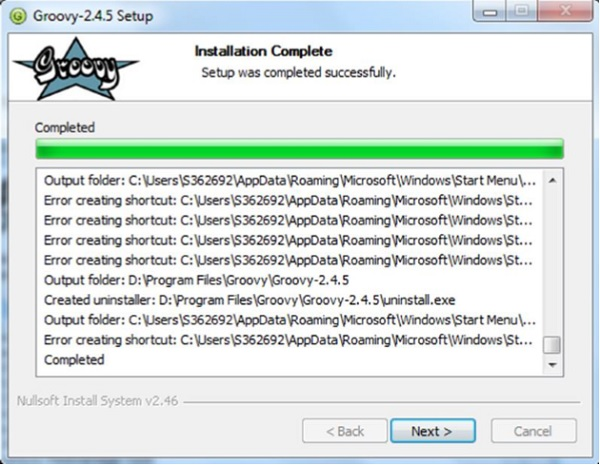 Groovy-2.4.5 Setup
Groovy
Installation Complete
Setup was completed successfully.
Completed
Output folder: C:\Users\S362692\AppData\Roaming\Microsoft\Windows\Start Menu\...
Error creating shortcut: C:\Users\S362692\AppData\Roaming\Microsoft\Windows\St...
Error creating shortcut: C:\Users\S362692\AppData\Roaming\Microsoft\Windows\St...
Error creating shortcut: C:\Users\S362692\AppData\Roaming\Microsoft\Windows\St...
Error creating shortcut: C:\Users\S362692\AppData\Roaming\Microsoft\Windows\St...
Output folder: D:\Program Files\Groovy\Groovy-2.4.5
Created uninstaller: D:\Program Files\Groovy\Groovy-2.4.5\uninstall.exe
Output folder: C:\Users\S362692\AppData\Roaming\Microsoft\Windows\Start Menu\...
Error creating shortcut: C:\Users\S362692\AppData\Roaming\Microsoft\Windows\St...
Completed
Nullsoft Install System v2.46
< Back
Next >
Cancel